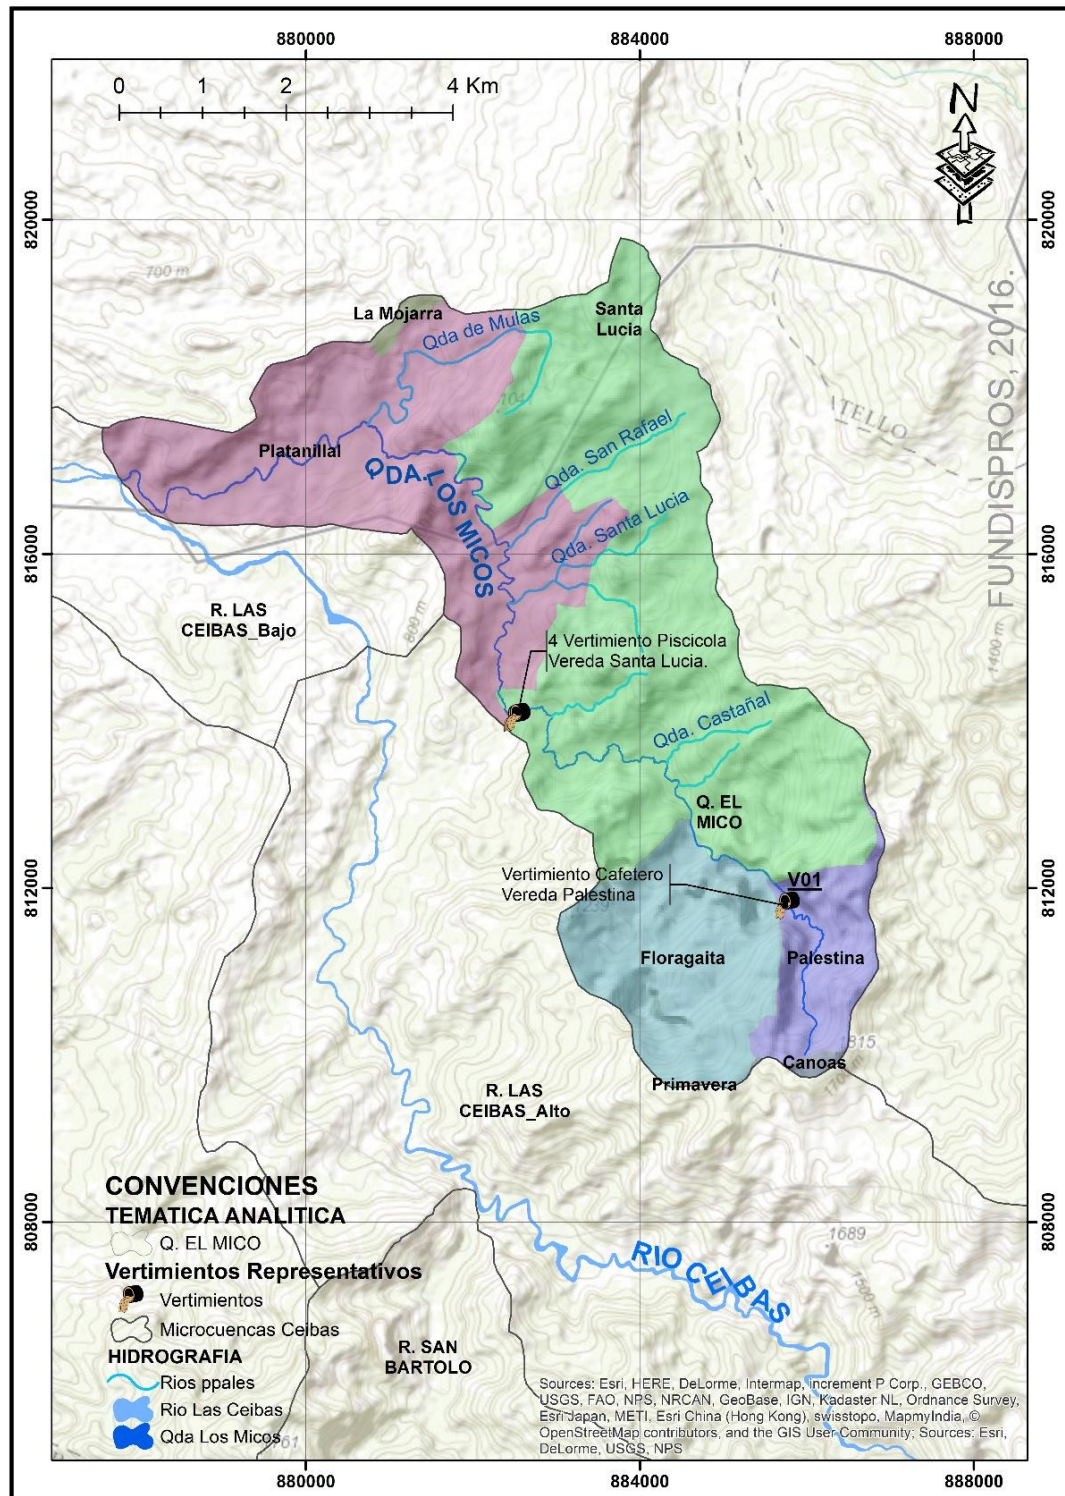 880000
884000
888000
0 1 2 4 Km
N
820000
820000
700 m
La Mojarra
Santa
Lucia
Qda de Mulas
FUNDISPROS, 2016.
ATELLO
Qda. San Rafael
Platanillal
QDA. LOS MICOS
Qda. Santa Lucia
816000
816000
R. LAS
CEIBAS_Bajo
800 m
1400 m
4 Vertimiento Piscicola
Vereda Santa Lucia.
Qda. Castañal
Q. EL
MICO
Vertimiento Cafetero
Vereda Palestina
V01
812000
812000
Floragaita
Palestina
1815
Canoas
1700 m
Primavera
R. LAS
CEIBAS_Alto
CONVENCIONES
TEMATICA ANALITICA
Q. EL MICO
Vertimientos Representativos
Vertimientos
Microcuencas Ceibas
HIDROGRAFIA
Rios ppales
Rio Las Ceibas
Qda Los Micos
808000
808000
1689
1500 m
RIO CEIBAS
R. SAN
BARTOLO
Sources: Esri, HERE, DeLorme, Intermap, increment P Corp., GEBCO,
USGS, FAO, NPS, NRCAN, GeoBase, IGN, Kadaster NL, Ordnance Survey,
Esri Japan, METI, Esri China (Hong Kong), swisstopo, MapmyIndia, ©
OpenStreetMap contributors, and the GIS User Community; Sources: Esri,
DeLorme, USGS, NPS
880000
884000
888000